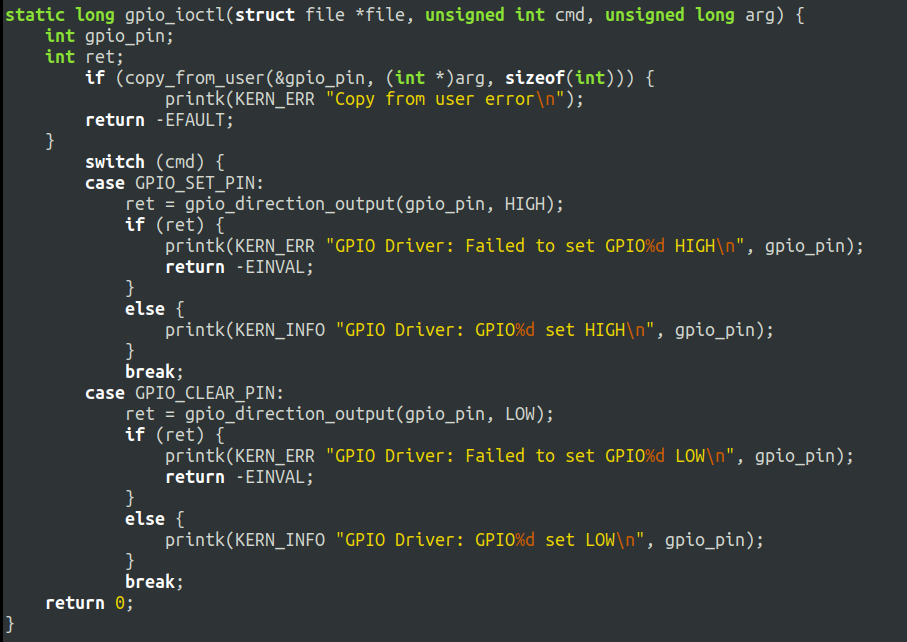 static long gpio_ioctl(struct file *file, unsigned int cmd, unsigned long arg) {
    int gpio_pin;
    int ret;
        if (copy_from_user(&gpio_pin, (int *)arg, sizeof(int))) {
                printk(KERN_ERR "Copy from user error\n");
        return -EFAULT;
    }
        switch (cmd) {
        case GPIO_SET_PIN:
            ret = gpio_direction_output(gpio_pin, HIGH);
            if (ret) {
                printk(KERN_ERR "GPIO Driver: Failed to set GPIO%d HIGH\n", gpio_pin);
                return -EINVAL;
            }
            else {
                printk(KERN_INFO "GPIO Driver: GPIO%d set HIGH\n", gpio_pin);
            }
            break;
        case GPIO_CLEAR_PIN:
            ret = gpio_direction_output(gpio_pin, LOW);
            if (ret) {
                printk(KERN_ERR "GPIO Driver: Failed to set GPIO%d LOW\n", gpio_pin);
                return -EINVAL;
            }
            else {
                printk(KERN_INFO "GPIO Driver: GPIO%d set LOW\n", gpio_pin);
            }
            break;
    return 0;
}